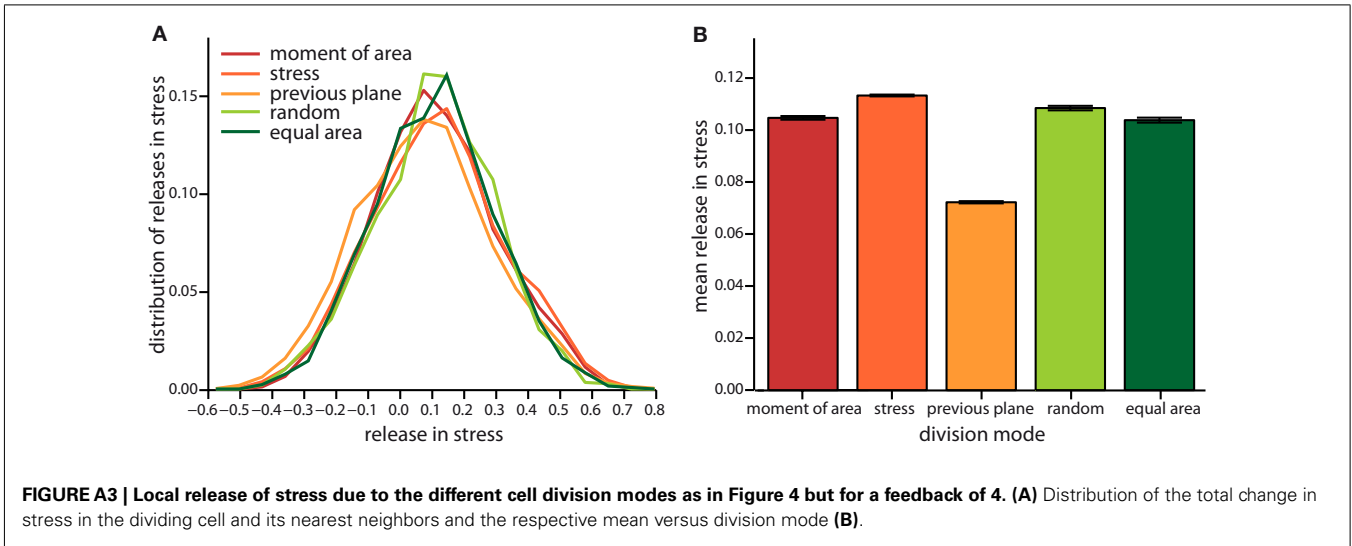 A
moment of area
stress
previous plane
random
equal area
distribution of releases in stress
0.15
0.10
0.05
0.00
−0.6 −0.5 −0.4 −0.3 −0.2 −0.1 0.0 0.1 0.2 0.3 0.4 0.5 0.6 0.7 0.8
release in stress
B
mean release in stress
0.12
0.10
0.08
0.06
0.04
0.02
0.00
moment of area stress previous plane random equal area
division mode
FIGURE A3 | Local release of stress due to the different cell division modes as in Figure 4 but for a feedback of 4. (A) Distribution of the total change in
stress in the dividing cell and its nearest neighbors and the respective mean versus division mode (B).